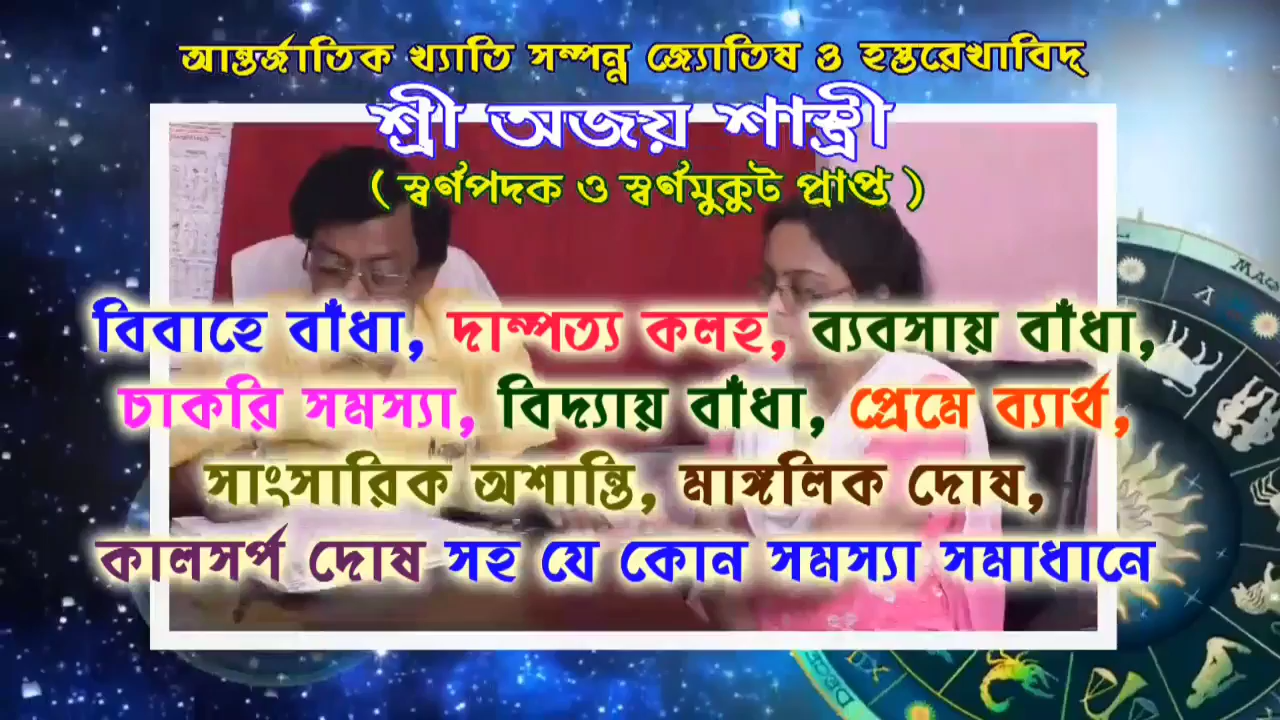 আন্তর্জাতিক খ্যাতি সম্পন্ন জ্যোতিষ ও হস্তরেখাবিদ্
শ্রী অজয় শাস্ত্রী
( স্বর্ণপদক ও স্বর্ণমুকুট প্রাপ্ত )
বিবাহে বাঁধা, দাম্পত্য কলহ, ব্যবসায় বাঁধা,
চাকরি সমস্যা, বিদ্যায় বাঁধা, প্রেমে ব্যার্থ,
সাংসারিক অশান্তি, মাঙ্গলিক দোষ,
কালসর্প দোষ সহ যে কোন সমস্যা সমাধানে